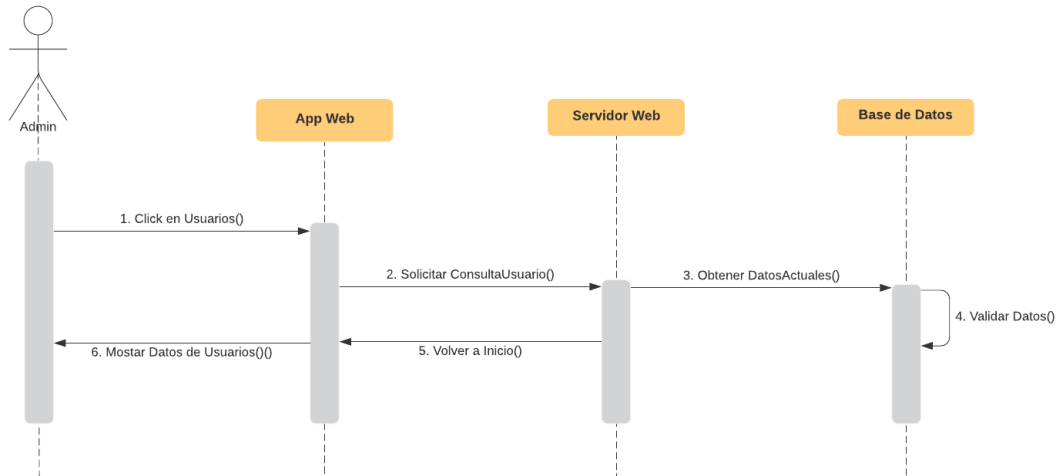 Admin
App Web
Servidor Web
Base de Datos
1. Click en Usuarios()
2. Solicitar ConsultaUsuario()
3. Obtener DatosActuales()
4. Validar Datos()
5. Volver a Inicio()
6. Mostar Datos de Usuarios()()